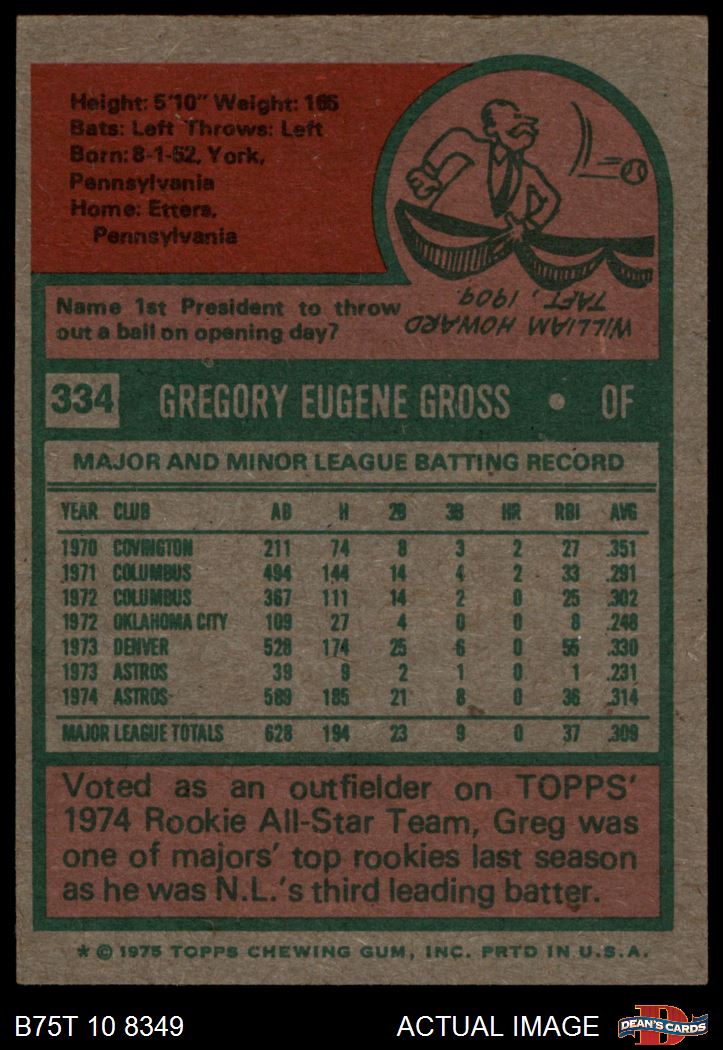 Height: 5'10" Weight: 165
Bats: Left Throws: Left
Born: 8-1-52, York,
Pennsylvania
Home: Etters,
Pennsylvania
Name 1st President to throw
out a ball on opening day?
WILLIAM HOWARD
TAFT, 1909.
334 GREGORY EUGENE GROSS • OF
MAJOR AND MINOR LEAGUE BATTING RECORD
YEAR CLUB AB H 2B 3B HR RBI AVG
1970 COVINGTON 211 74 8 3 2 27 .351
1971 COLUMBUS 494 144 14 4 2 33 .291
1972 COLUMBUS 367 111 14 2 0 25 .302
1972 OKLAHOMA CITY 109 27 4 0 0 8 .248
1973 DENVER 528 174 25 6 0 55 .330
1973 ASTROS 39 9 2 1 0 1 .231
1974 ASTROS 589 185 21 8 0 36 .314
MAJOR LEAGUE TOTALS 628 194 23 9 0 37 .309
Voted as an outfielder on TOPPS'
1974 Rookie All-Star Team, Greg was
one of majors' top rookies last season
as he was N.L.'s third leading batter.
* © 1975 TOPPS CHEWING GUM, INC. PRTD IN U.S.A.
B75T 10 8349 ACTUAL IMAGE D DEAN'S CARDS